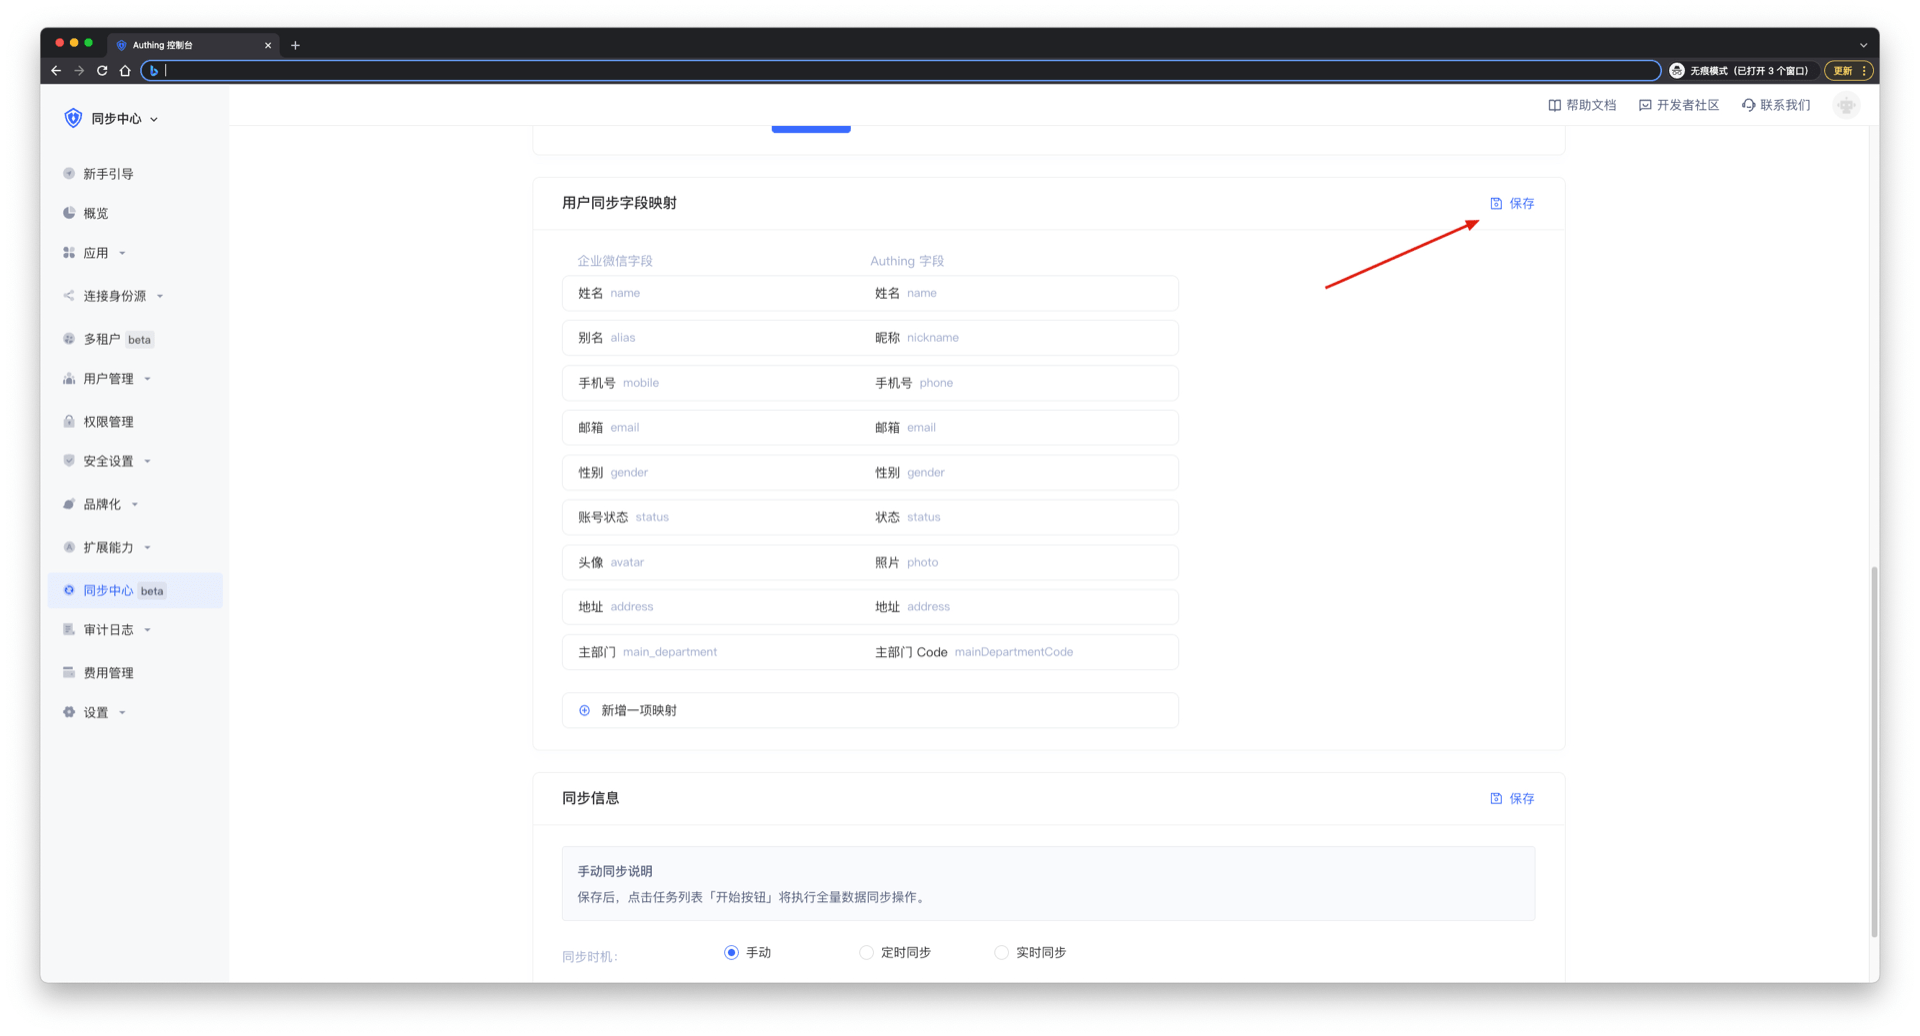 Authing 控制台
无痕模式（已打开 3 个窗口）
更新
同步中心
帮助文档
开发者社区
联系我们
新手引导
概览
应用
连接身份源
多租户 beta
用户管理
权限管理
安全设置
品牌化
扩展能力
同步中心 beta
审计日志
费用管理
设置
用户同步字段映射
保存
企业微信字段 Authing 字段
姓名 name 姓名 name
别名 alias 昵称 nickname
手机号 mobile 手机号 phone
邮箱 email 邮箱 email
性别 gender 性别 gender
账号状态 status 状态 status
头像 avatar 照片 photo
地址 address 地址 address
主部门 main_department 主部门 Code mainDepartmentCode
新增一项映射
同步信息
保存
手动同步说明
保存后，点击任务列表「开始按钮」将执行全量数据同步操作。
同步时机： 手动 定时同步 实时同步